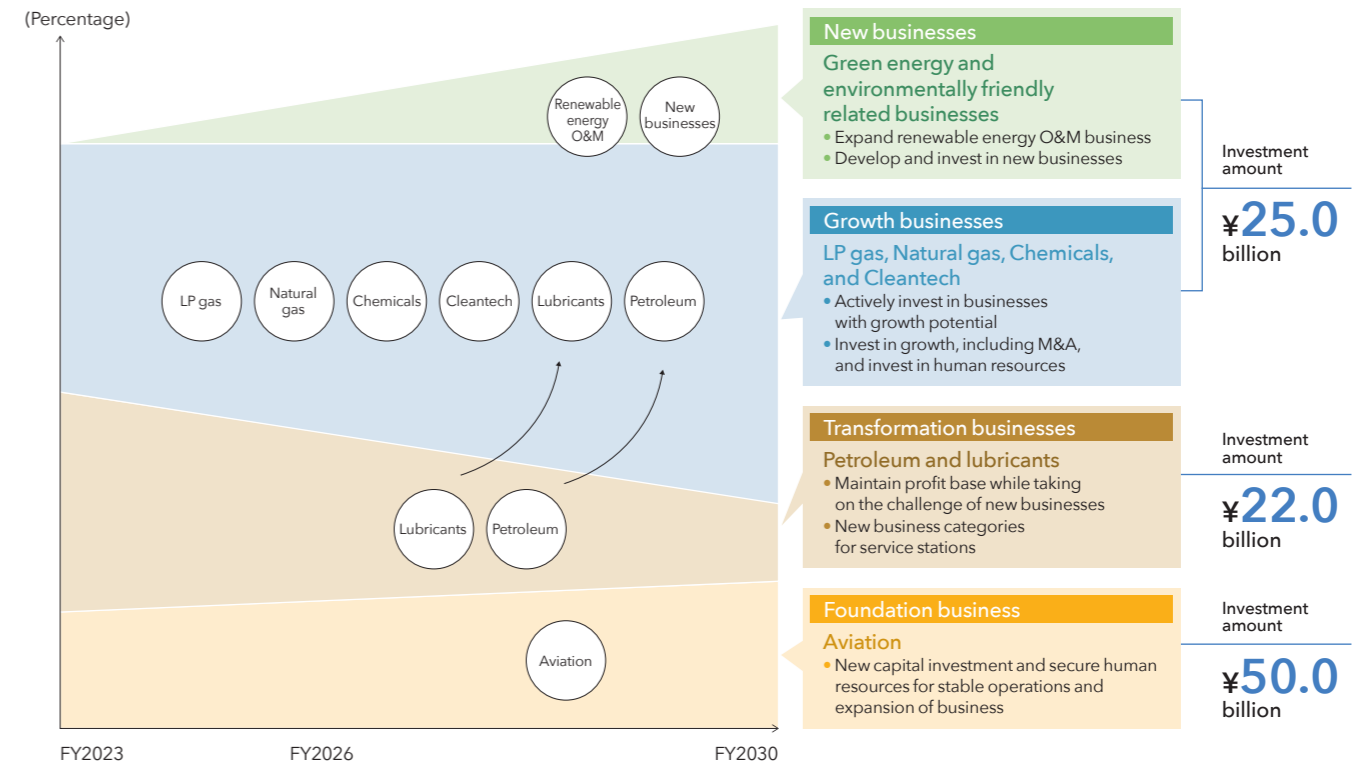 (Percentage)
Renewable
energy
O&M
New
businesses
LP gas
Natural
gas
Chemicals
Cleantech
Lubricants
Petroleum
Lubricants
Petroleum
Aviation
FY2023
FY2026
FY2030
New businesses
Green energy and
environmentally friendly
related businesses
• Expand renewable energy O&M business
• Develop and invest in new businesses
Growth businesses
LP gas, Natural gas, Chemicals,
and Cleantech
• Actively invest in businesses
with growth potential
• Invest in growth, including M&A,
and invest in human resources
Investment
amount
¥25.0
billion
Transformation businesses
Petroleum and lubricants
• Maintain profit base while taking
on the challenge of new businesses
• New business categories
for service stations
Investment
amount
¥22.0
billion
Foundation business
Aviation
• New capital investment and secure human
resources for stable operations and
expansion of business
Investment
amount
¥50.0
billion